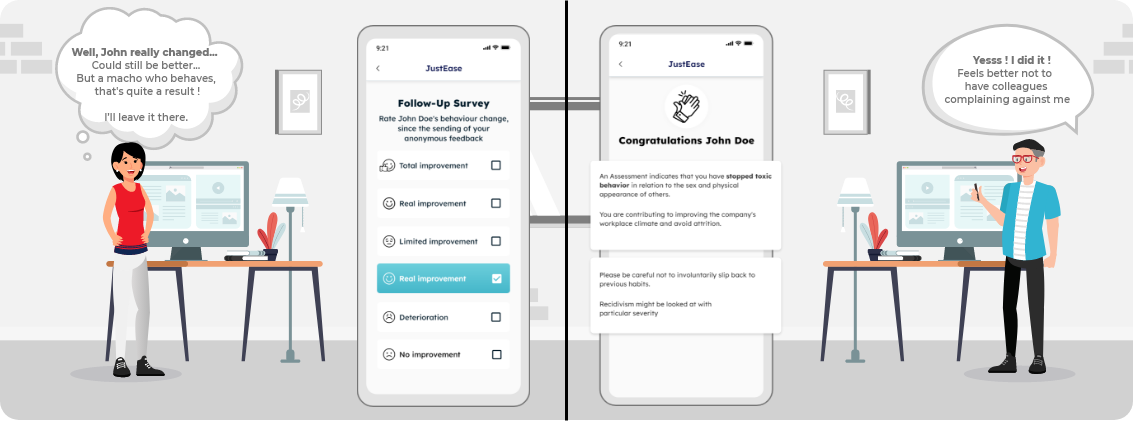 Well, John really changed...
Could still be better...
But a macho who behaves,
that's quite a result !
I'll leave it there.
9:21
JustEase
Follow-Up Survey
Rate John Doe's behaviour change,
since the sending of your
anonymous feedback
Total improvement
Real improvement
Limited improvement
Real improvement
Deterioration
No improvement
9:21
JustEase
Congratulations John Doe
An Assessment indicates that you have stopped toxic
behavior in relation to the sex and physical
appearance of others.
You are contributing to improving the company's
workplace climate and avoid attrition.
Please be careful not to involuntarily slip back to
previous habits.
Recidivism might be looked at with
particular severity
Yesss ! I did it !
Feels better not to
have colleagues
complaining against me